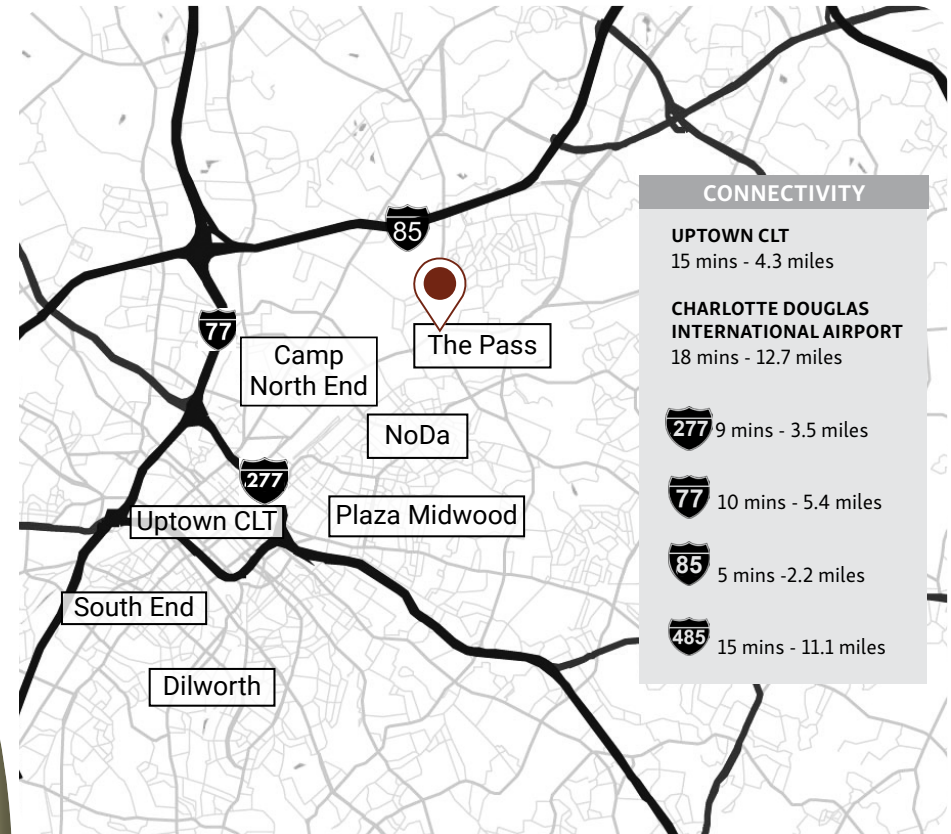 85
77
The Pass
Camp
North End
NoDa
277
Plaza Midwood
Uptown CLT
South End
Dilworth
CONNECTIVITY
UPTOWN CLT
15 mins - 4.3 miles
CHARLOTTE DOUGLAS
INTERNATIONAL AIRPORT
18 mins - 12.7 miles
277 9 mins - 3.5 miles
77 10 mins - 5.4 miles
85 5 mins -2.2 miles
485 15 mins - 11.1 miles